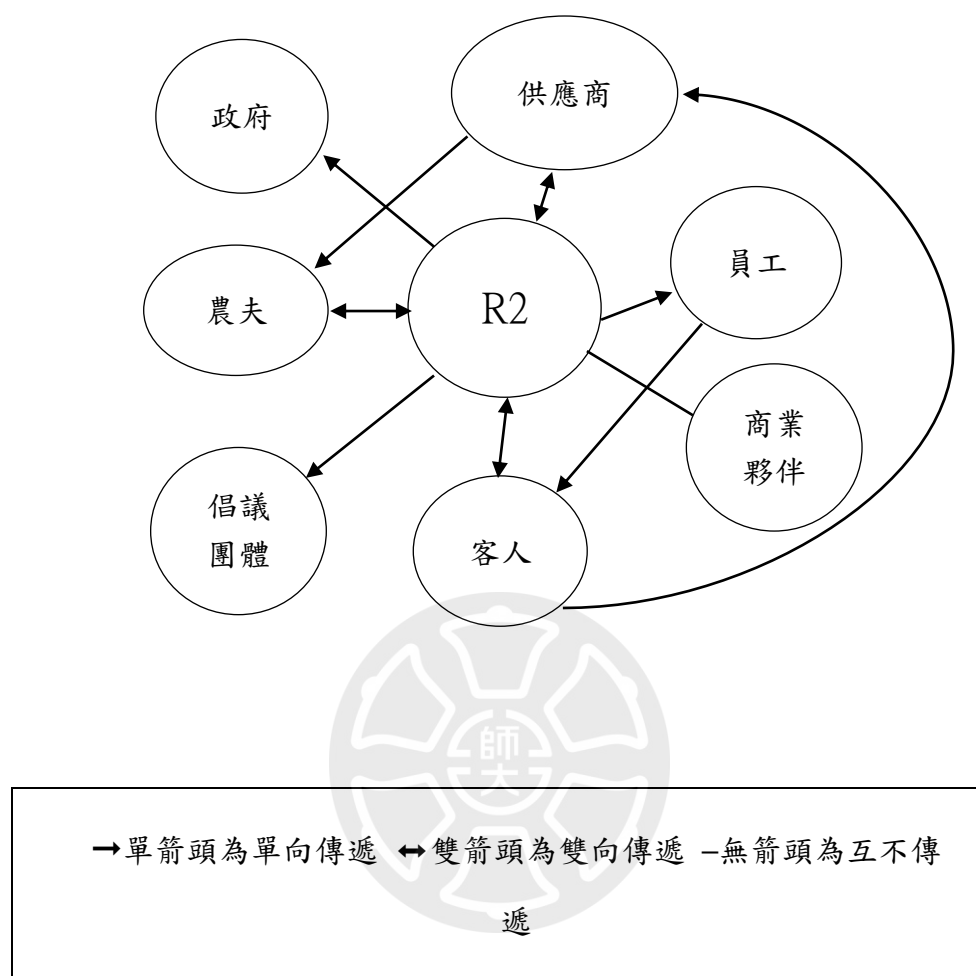 政府
供應商
員工
農夫
R2
商業
夥伴
倡議
團體
客人
師
大
→單箭頭為單向傳遞 ↔雙箭頭為雙向傳遞 –無箭頭為互不傳
遞